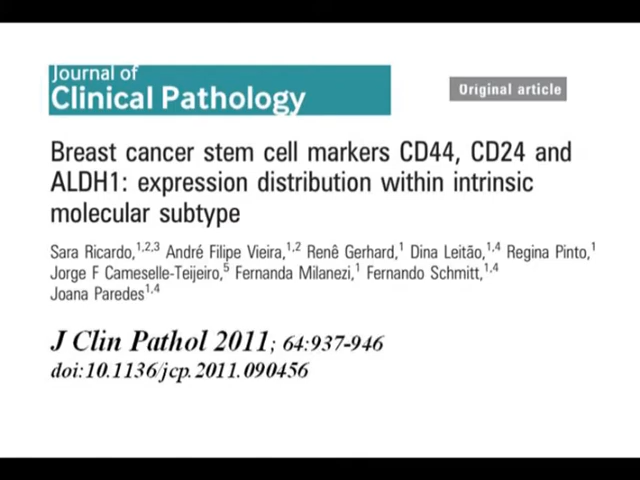 Journal of
Clinical Pathology
Original article
Breast cancer stem cell markers CD44, CD24 and
ALDH1: expression distribution within intrinsic
molecular subtype
Sara Ricardo,1,2,3 André Filipe Vieira,1,2 Renê Gerhard,1 Dina Leitão,1,4 Regina Pinto,1
Jorge F Cameselle-Teijeiro,5 Fernanda Milanezi,1 Fernando Schmitt,1,4
Joana Paredes1,4
J Clin Pathol 2011; 64:937-946
doi:10.1136/jcp.2011.090456